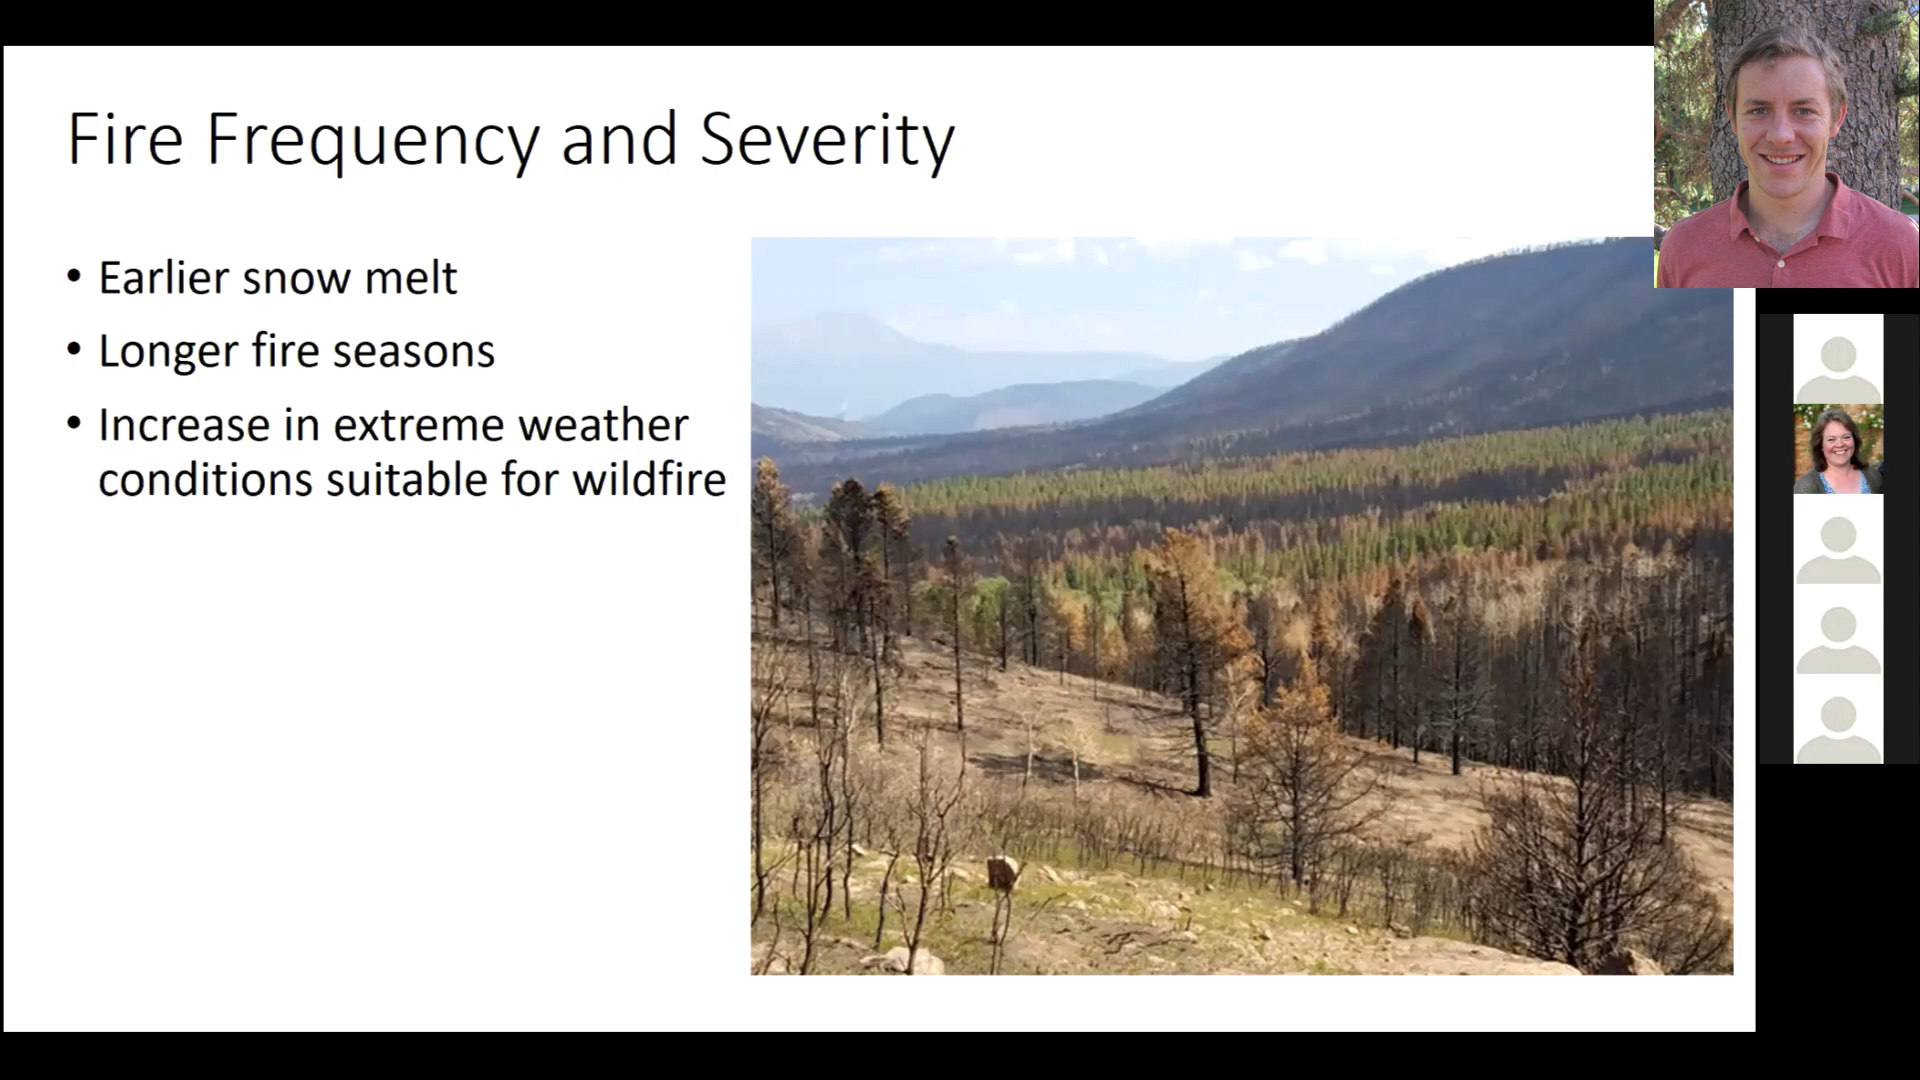 Fire Frequency and Severity
• Earlier snow melt
• Longer fire seasons
• Increase in extreme weather
conditions suitable for wildfire